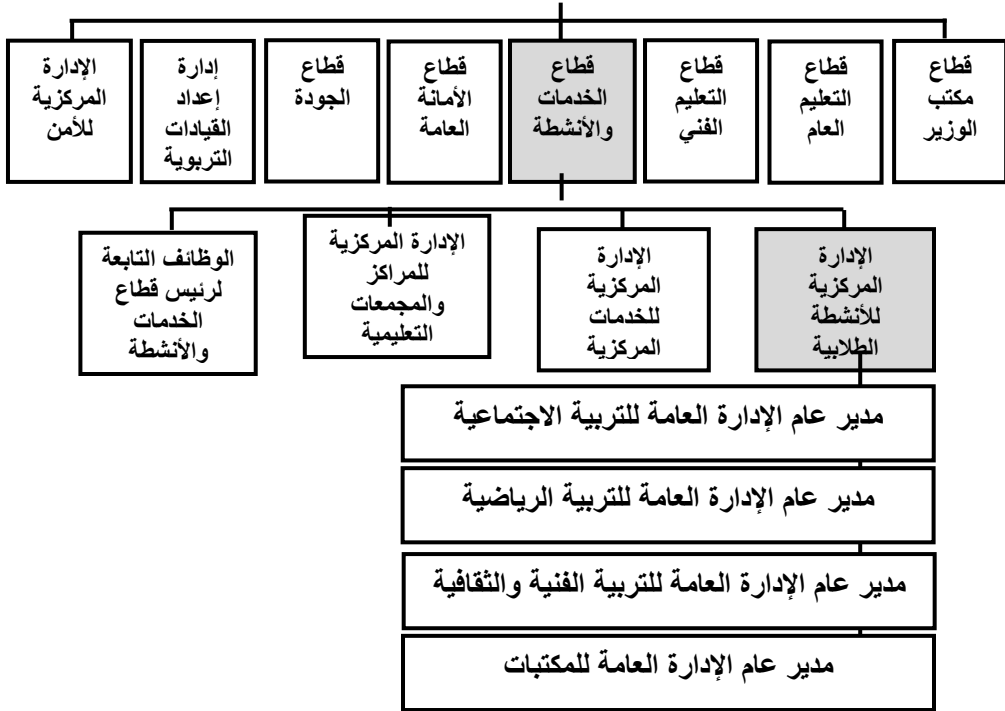 قطاع
مكتب
الوزير
قطاع
التعليم
العام
قطاع
التعليم
الفني
قطاع
الخدمات
والأنشطة
قطاع
الأمانة
العامة
قطاع
الجودة
إدارة
إعداد
القيادات
التربوية
الإدارة
المركزية
للأمن
الإدارة
المركزية
للأنشطة
الطلابية
الإدارة
المركزية
للخدمات
المركزية
الإدارة المركزية
للمراكز
والمجمعات
التعليمية
الوظائف التابعة
لرئيس قطاع
الخدمات
والأنشطة
مدير عام الإدارة العامة للتربية الاجتماعية
مدير عام الإدارة العامة للتربية الرياضية
مدير عام الإدارة العامة للتربية الفنية والثقافية
مدير عام الإدارة العامة للمكتبات